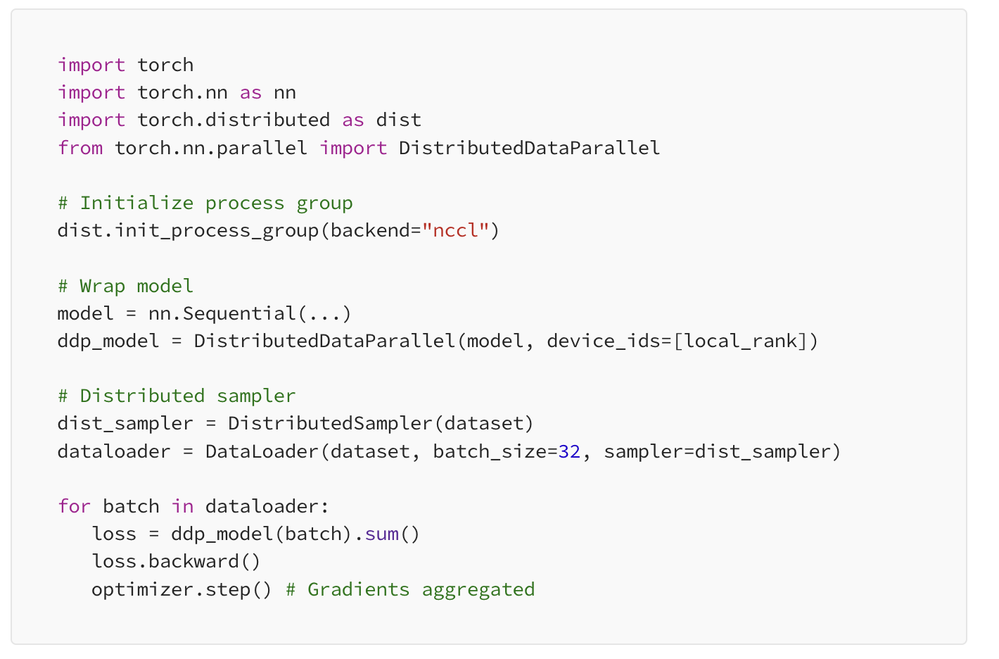 import torch
import torch.nn as nn
import torch.distributed as dist
from torch.nn.parallel import DistributedDataParallel

# Initialize process group
dist.init_process_group(backend="nccl")

# Wrap model
model = nn.Sequential(...)
ddp_model = DistributedDataParallel(model, device_ids=[local_rank])

# Distributed sampler
dist_sampler = DistributedSampler(dataset)
dataloader = DataLoader(dataset, batch_size=32, sampler=dist_sampler)

for batch in dataloader:
   loss = ddp_model(batch).sum()
   loss.backward()
   optimizer.step() # Gradients aggregated